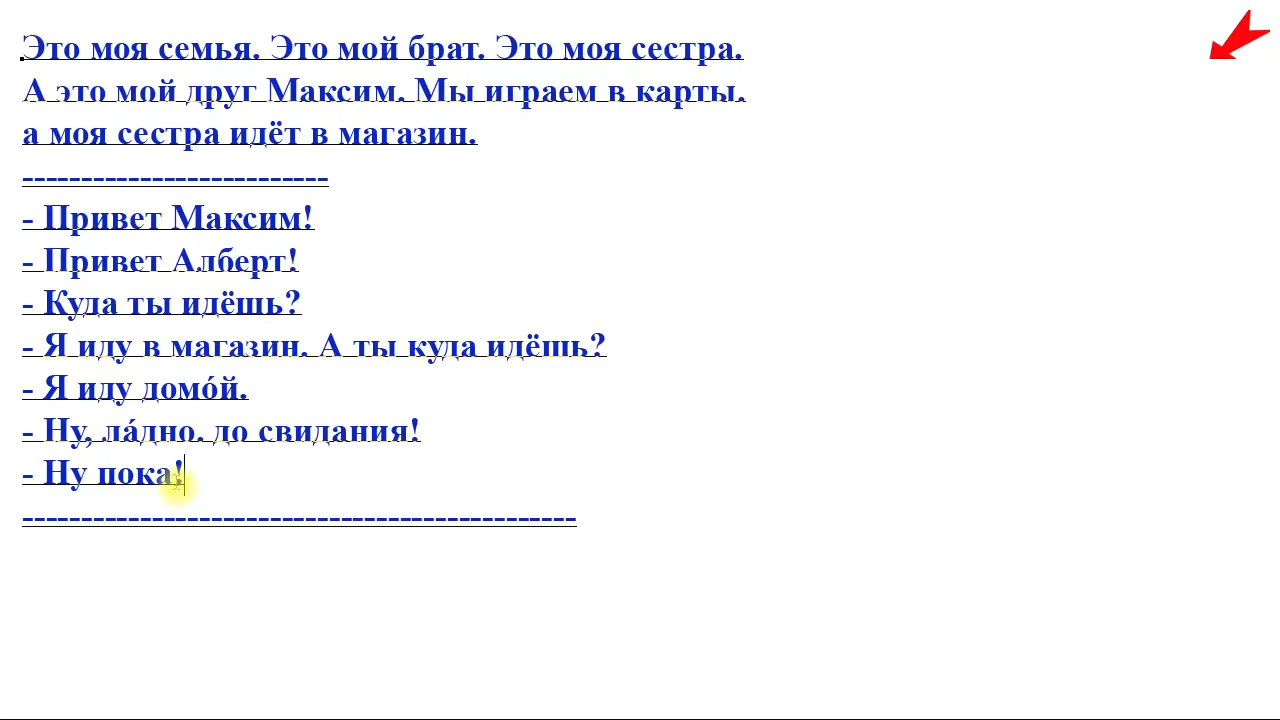 Это моя семья. Это мой брат. Это моя сестра.
А это мой друг Максим. Мы играем в карты,
а моя сестра идёт в магазин.
--------------------------
- Привет Максим!
- Привет Алберт!
- Куда ты идёшь?
- Я иду в магазин. А ты куда идёшь?
- Я иду домо́й.
- Ну, ла́дно, до свидания!
- Ну пока!
-----------------------------------------------